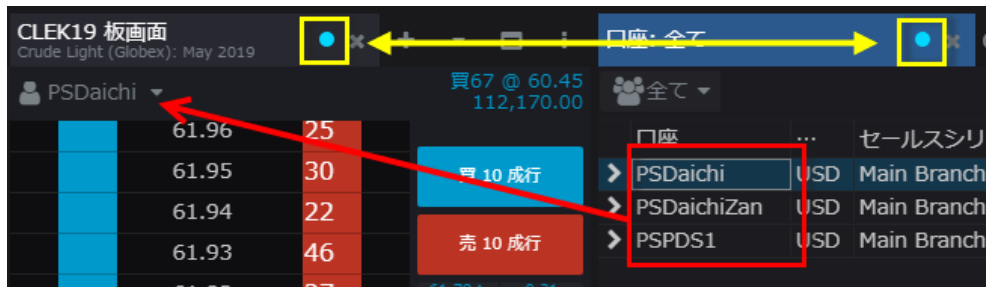 CLEK19 板画面
Crude Light (Globex): May 2019
PSDaichi
買67 @ 60.45
112,170.00
61.96 25
61.95 30
61.94 22
61.93 46
買 10 成行
売 10 成行
口座: 全て
全て
口座 … セールスシリ
PSDaichi USD Main Branch
PSDaichiZan USD Main Branch
PSPDS1 USD Main Branch